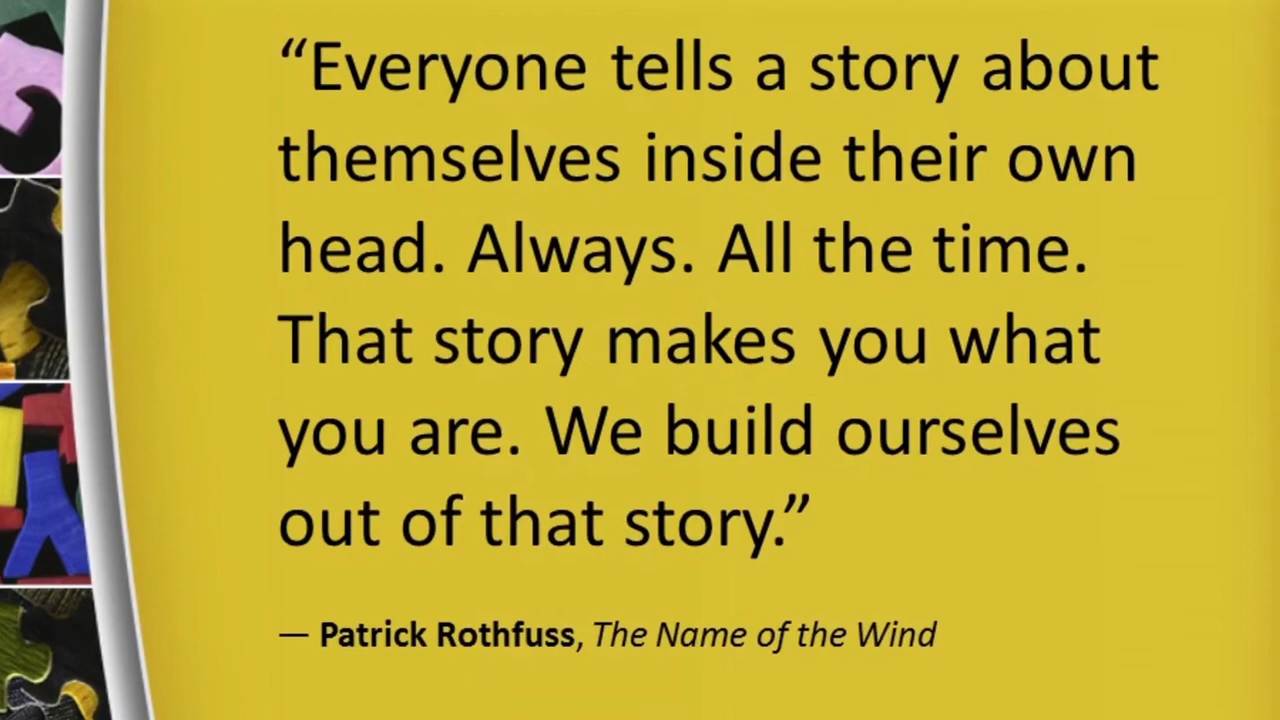 “Everyone tells a story about
themselves inside their own
head. Always. All the time.
That story makes you what
you are. We build ourselves
out of that story.”
— Patrick Rothfuss, The Name of the Wind